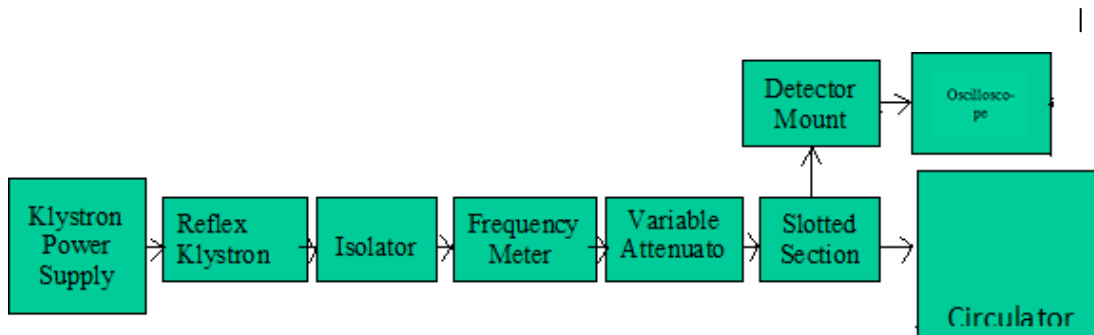 Detector
Mount
Oscillosco-
pe
Klystron
Power
Supply
Reflex
Klystron
Isolator
Frequency
Meter
Variable
Attenuato
Slotted
Section
Circulator